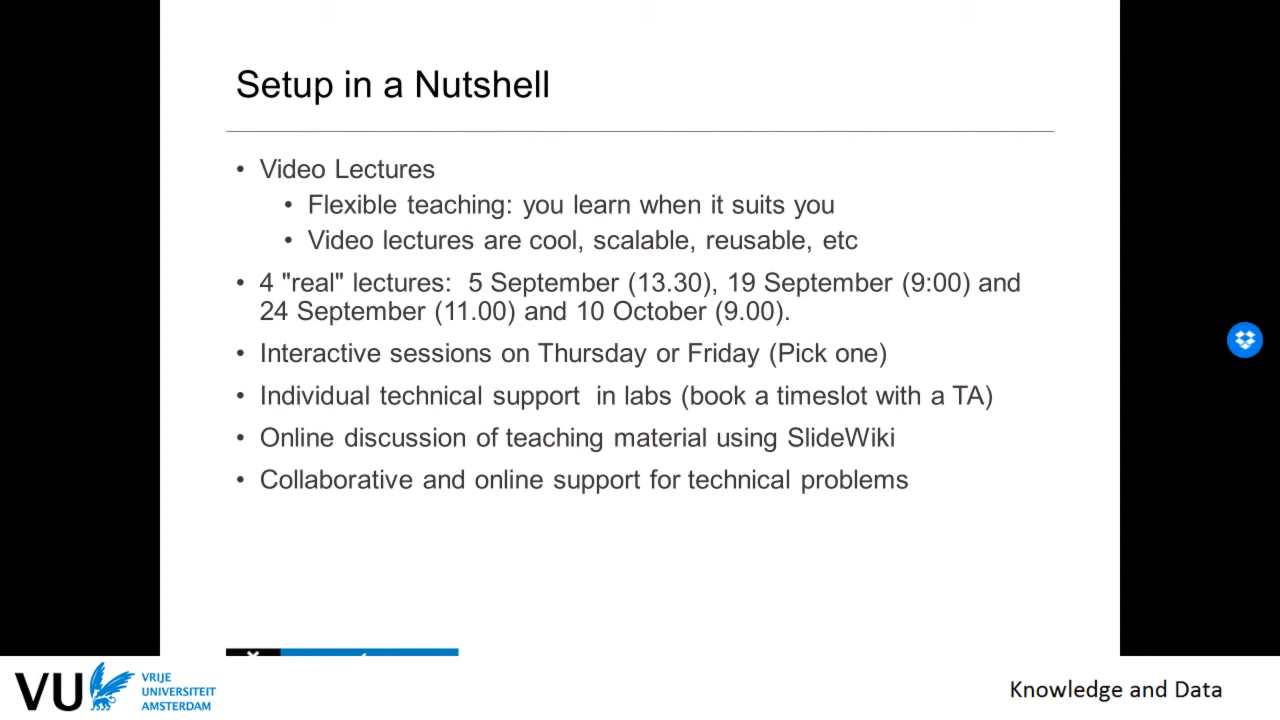 Setup in a Nutshell
• Video Lectures
• Flexible teaching: you learn when it suits you
• Video lectures are cool, scalable, reusable, etc
• 4 "real" lectures:  5 September (13.30), 19 September (9:00) and
24 September (11.00) and 10 October (9.00).
• Interactive sessions on Thursday or Friday (Pick one)
• Individual technical support  in labs (book a timeslot with a TA)
• Online discussion of teaching material using SlideWiki
• Collaborative and online support for technical problems
VU
VRIJE
UNIVERSITEIT
AMSTERDAM
Knowledge and Data